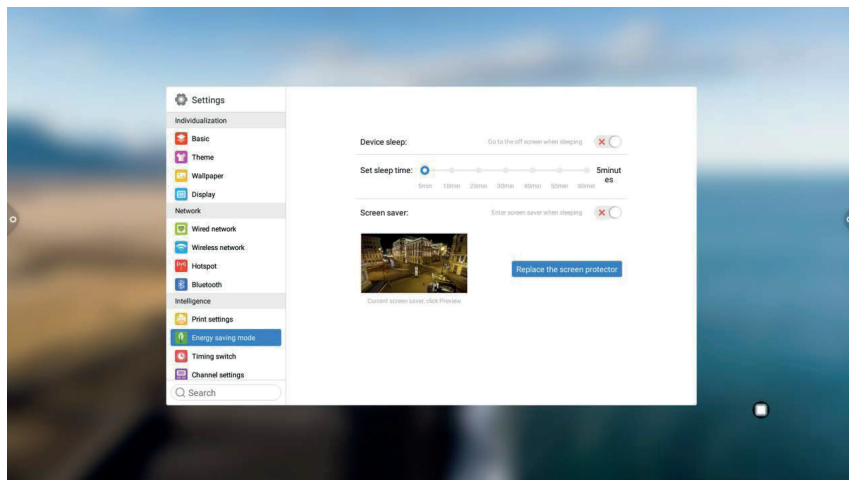 Settings
Individualization
Basic
Theme
Wallpaper
Display
Network
Wired network
Wireless network
Hotspot
Bluetooth
Intelligence
Print settings
Energy saving mode
Timing switch
Channel settings
Search
Device sleep:
Go to the off screen when sleeping
Set sleep time:
5minut
es
5min 10min 20min 30min 40min 50min 60min
Screen saver:
Enter screen saver when sleeping
Replace the screen protector
Current screen saver, click Preview